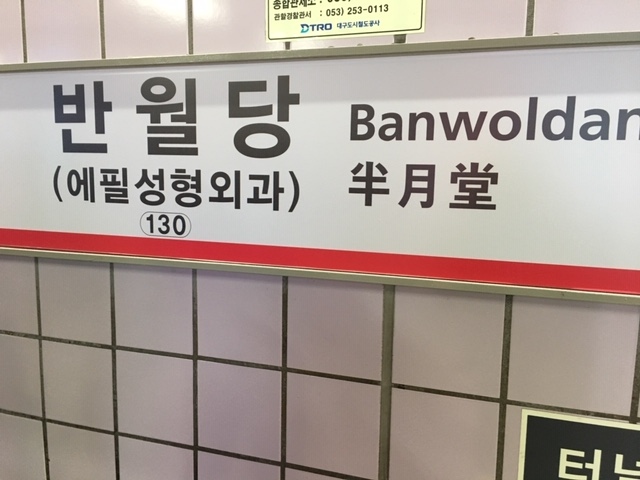 종합관제소 :
관할경찰관서 : 053) 253-0113
DTRO 대구도시철도공사
반월당 Banwoldan
(에필성형외과) 半月堂
130